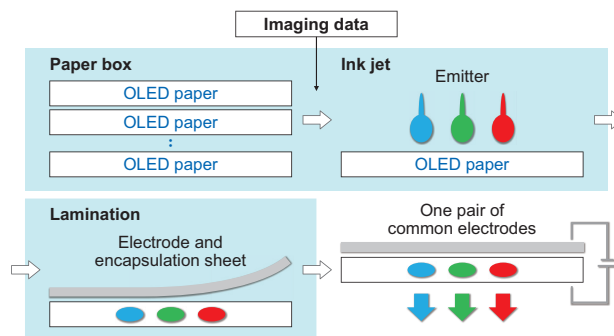 Imaging data
Paper box
OLED paper
OLED paper
:
OLED paper
Ink jet
Emitter
OLED paper
Lamination
Electrode and
encapsulation sheet
One pair of
common electrodes